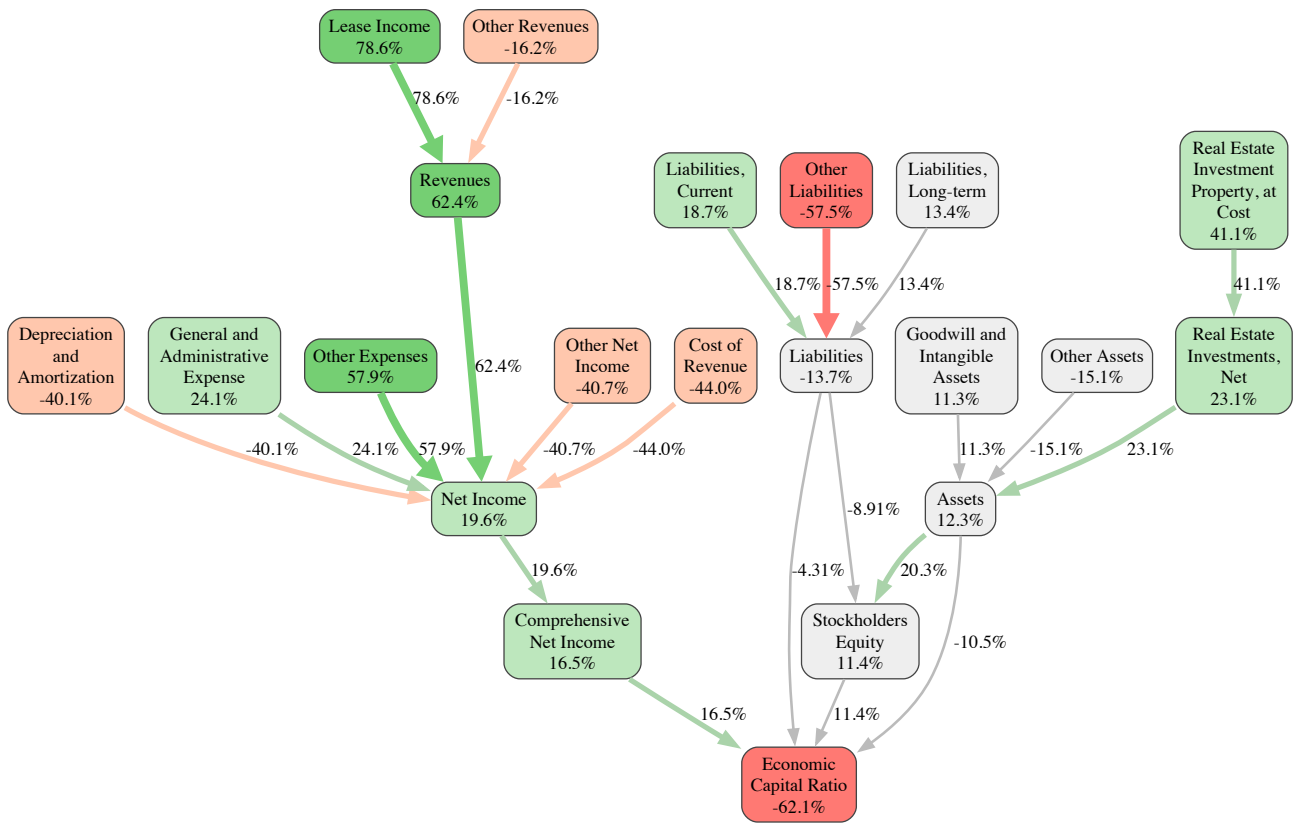 Lease Income
78.6%
Other Revenues
-16.2%
78.6%
-16.2%
Revenues
62.4%
Liabilities,
Current
18.7%
Other
Liabilities
-57.5%
Liabilities,
Long-term
13.4%
Real Estate
Investment
Property, at
Cost
41.1%
18.7%
-57.5%
13.4%
41.1%
Depreciation
and
Amortization
-40.1%
General and
Administrative
Expense
24.1%
Other Expenses
57.9%
62.4%
Other Net
Income
-40.7%
Cost of
Revenue
-44.0%
Liabilities
-13.7%
Goodwill and
Intangible
Assets
11.3%
Other Assets
-15.1%
Real Estate
Investments,
Net
23.1%
-40.1%
24.1%
57.9%
-40.7%
-44.0%
11.3%
-15.1%
23.1%
Net Income
19.6%
-8.91%
Assets
12.3%
19.6%
-4.31%
20.3%
Comprehensive
Net Income
16.5%
Stockholders
Equity
11.4%
-10.5%
16.5%
11.4%
Economic
Capital Ratio
-62.1%